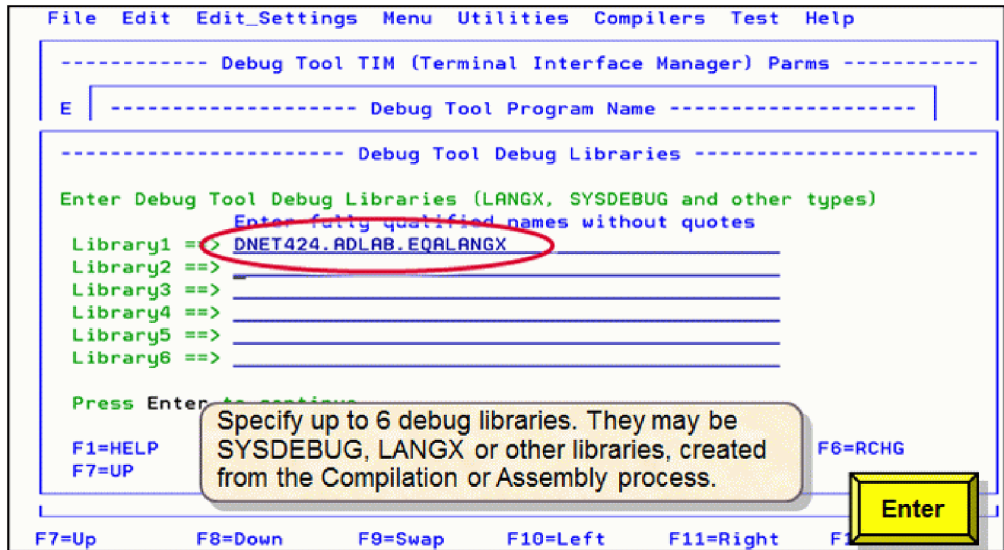 File Edit Edit_Settings Menu Utilities Compilers Test Help
------------ Debug Tool TIM (Terminal Interface Manager) Parms -----------
E -------------------- Debug Tool Program Name --------------------
----------------------- Debug Tool Debug Libraries -----------------------
Enter Debug Tool Debug Libraries (LANGX, SYSDEBUG and other types)
Enter fully qualified names without quotes
Library1 ==> DNET424.ADLAB.EQALANGX
Library2 ==>
Library3 ==>
Library4 ==>
Library5 ==>
Library6 ==>
Press Enter to continue
Specify up to 6 debug libraries. They may be
SYSDEBUG, LANGX or other libraries, created
from the Compilation or Assembly process.
F1=HELP F6=RCHG
F7=UP
Enter
F7=Up F8=Down F9=Swap F10=Left F11=Right